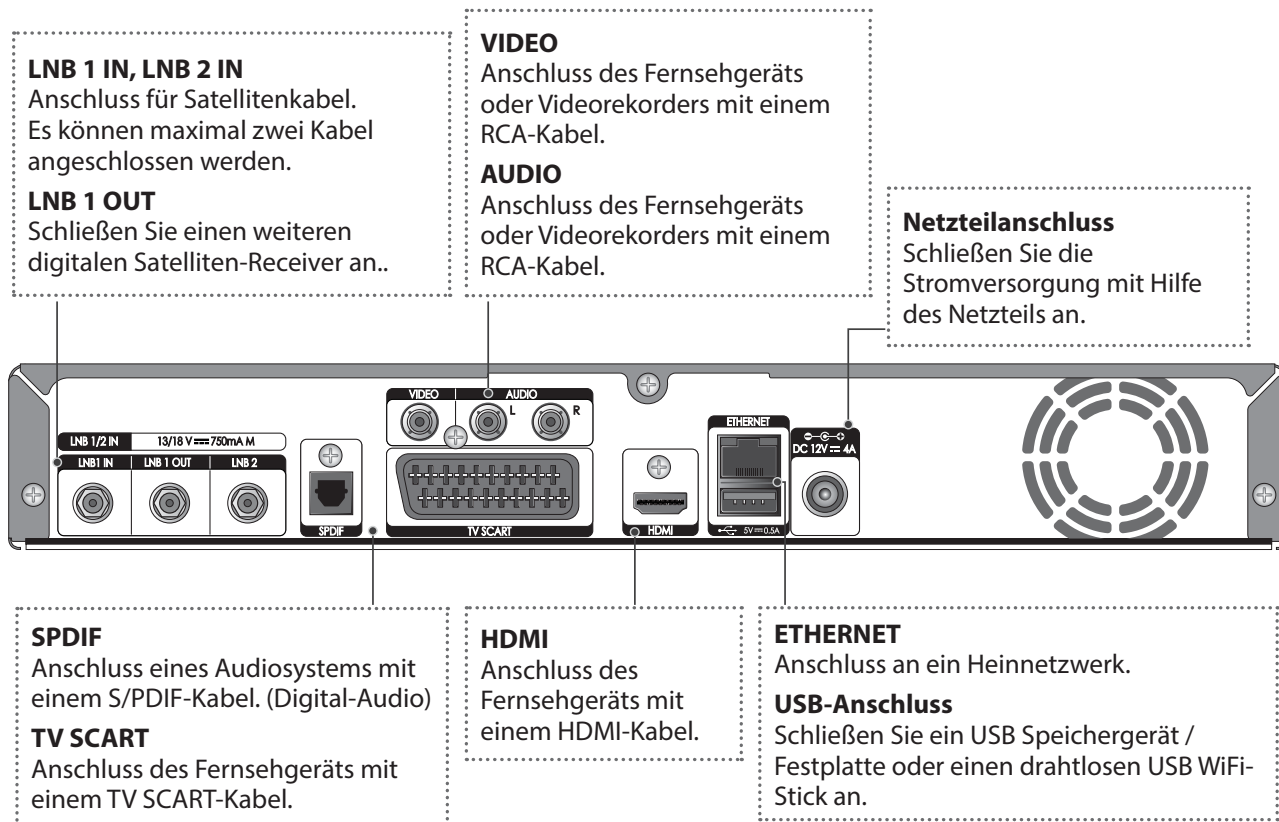 LNB 1 IN, LNB 2 IN
Anschluss für Satellitenkabel.
Es können maximal zwei Kabel
angeschlossen werden.
LNB 1 OUT
Schließen Sie einen weiteren
digitalen Satelliten-Receiver an..
VIDEO
Anschluss des Fernsehgeräts
oder Videorekorders mit einem
RCA-Kabel.
AUDIO
Anschluss des Fernsehgeräts
oder Videorekorders mit einem
RCA-Kabel.
Netzteilanschluss
Schließen Sie die
Stromversorgung mit Hilfe
des Netzteils an.
LNB 1/2 IN 13/18 V 750mA M
LNB1 IN LNB 1 OUT LNB 2
SPDIF
VIDEO AUDIO
L R
TV SCART
HDMI
ETHERNET
5V 0.5A
DC 12V 4A
SPDIF
Anschluss eines Audiosystems mit
einem S/PDIF-Kabel. (Digital-Audio)
TV SCART
Anschluss des Fernsehgeräts mit
einem TV SCART-Kabel.
HDMI
Anschluss des
Fernsehgeräts mit
einem HDMI-Kabel.
ETHERNET
Anschluss an ein Heinnetzwerk.
USB-Anschluss
Schließen Sie ein USB Speichergerät /
Festplatte oder einen drahtlosen USB WiFi-
Stick an.